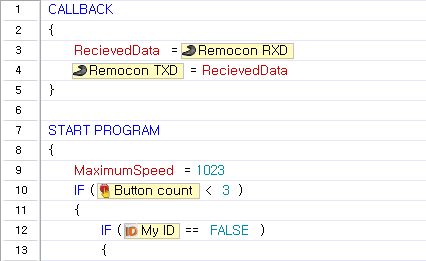 1 CALLBACK
2 {
3 RecievedData = Remocon RXD
4 Remocon TXD = RecievedData
5 }
6
7 START PROGRAM
8 {
9 MaximumSpeed = 1023
10 IF ( Button count < 3 )
11 {
12 IF ( ID My ID == FALSE )
13 {